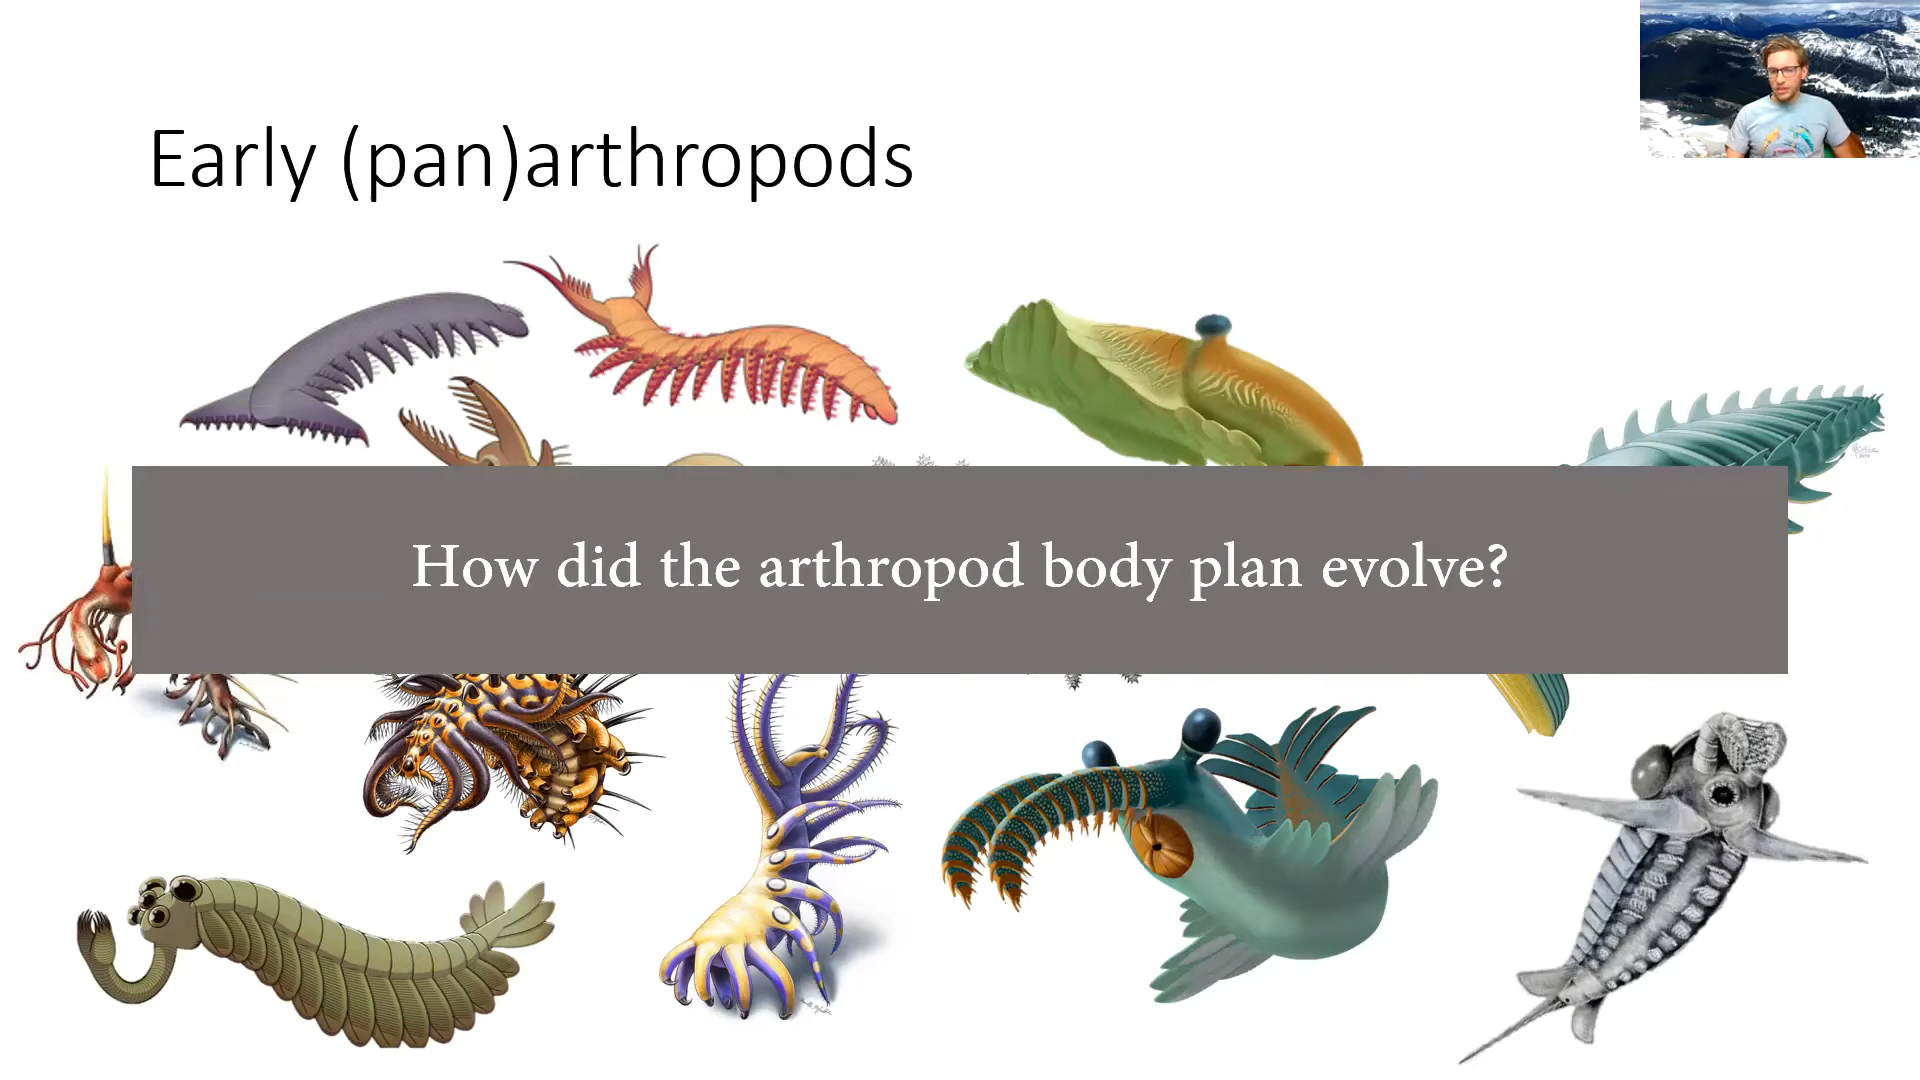 Early (pan)arthropods
How did the arthropod body plan evolve?